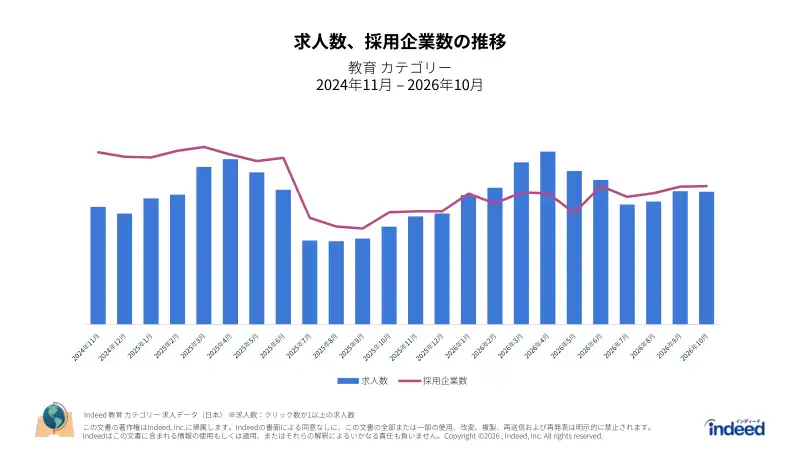 求人数、採用企業数の推移
教育 カテゴリー
2024年11月 – 2026年10月
2024年11月
2024年12月
2025年1月
2025年2月
2025年3月
2025年4月
2025年5月
2025年6月
2025年7月
2025年8月
2025年9月
2025年10月
2025年11月
2025年12月
2026年1月
2026年2月
2026年3月
2026年4月
2026年5月
2026年6月
2026年7月
2026年8月
2026年9月
2026年10月
求人数 採用企業数
Indeed 教育 カテゴリー 求人データ（日本） ※求人数：クリック数が1以上の求人数
この文書の著作権はIndeed, Inc.に帰属します。Indeedの書面による同意なしに、この文書の全部または一部の使用、改変、複製、再送信および再発表は明示的に禁止されます。
Indeedはこの文書に含まれる情報の使用もしくは適用、またはそれらの解釈によるいかなる責任も負いません。Copyright ©2026 , Indeed, Inc. All rights reserved.
インディード
indeed